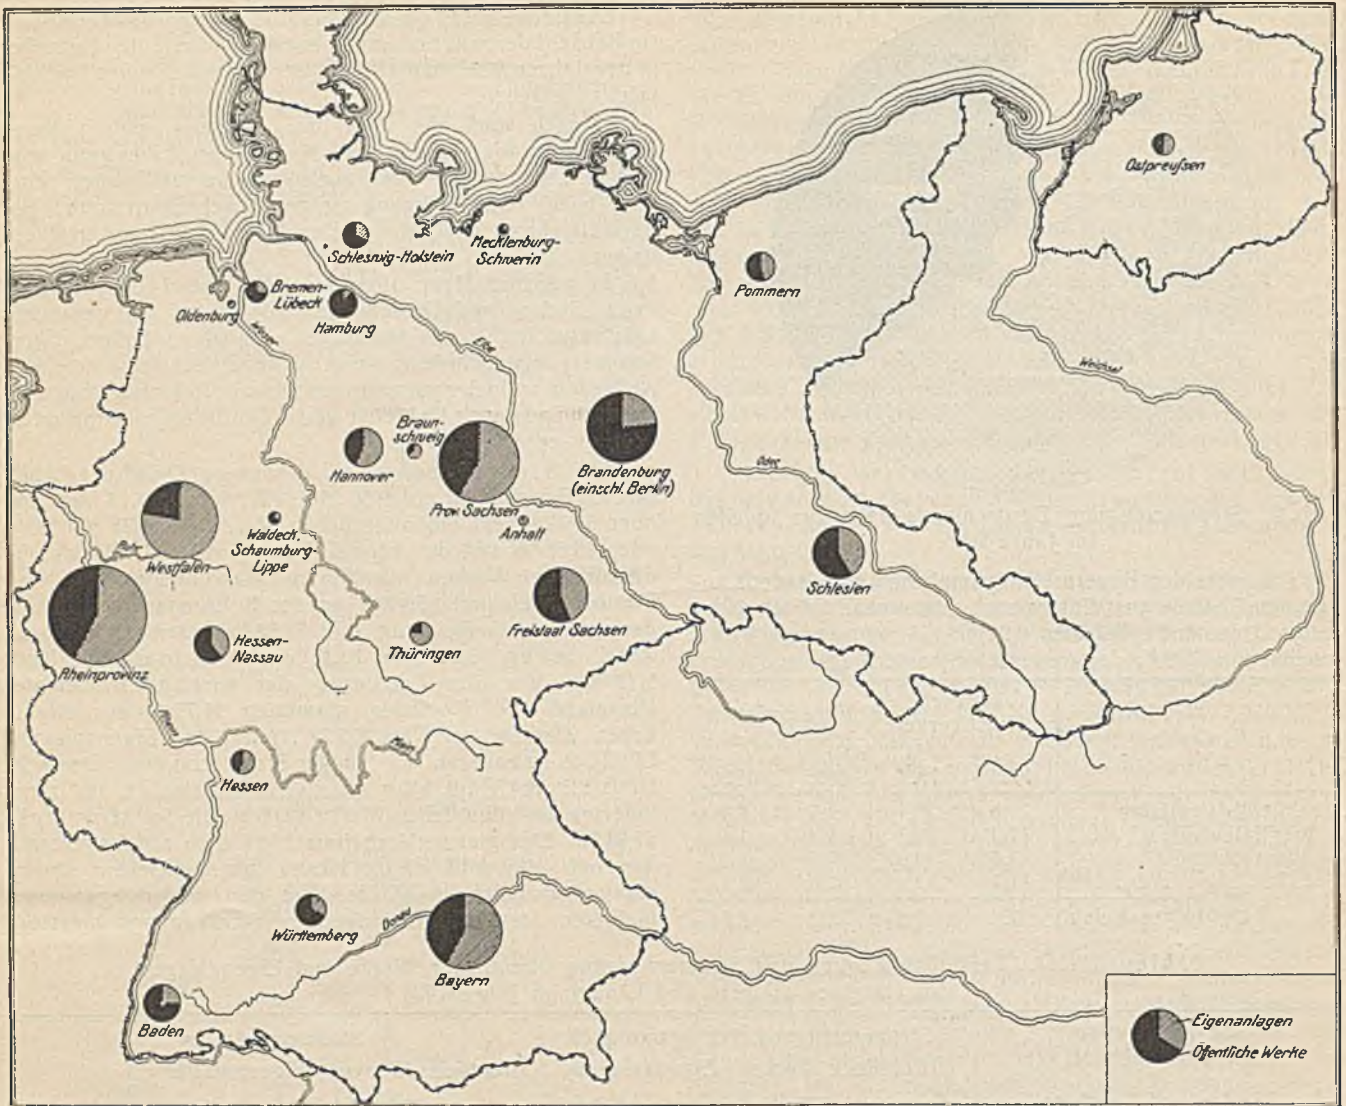 Ostpreußen
Schleswig-Holstein
Mecklenburg-
Schwerin
Pommern
Bremen-
Lübeck
Oldenburg
Hamburg
Weser
Elbe
Weichsel
Braun-
schweig
Hannover
Brandenburg
(einschl. Berlin)
Oder
Prov. Sachsen
Anhalt
Waldeck,
Schaumburg-
Lippe
Ruhr
Westfalen
Schlesien
Freistaat Sachsen
Hessen-
Nassau
Thüringen
Rheinprovinz
Rhein
Main
Hessen
Württemberg
Donau
Bayern
Baden
Eigenanlagen
Öffentliche Werke